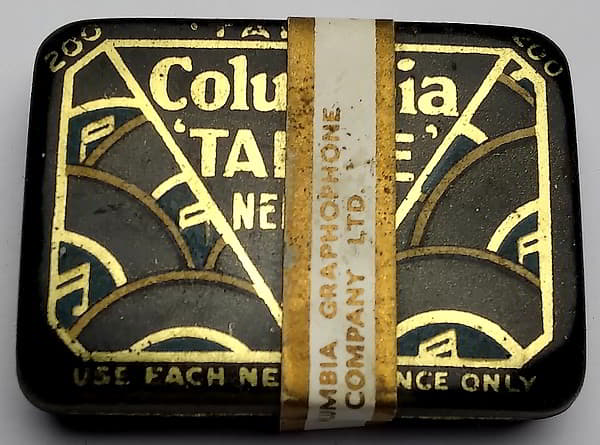 200 200
Colu ia
'TA E'
NE
USE EACH NE NCE ONLY
UMBIA GRAPHOPHONE
COMPANY LTD.